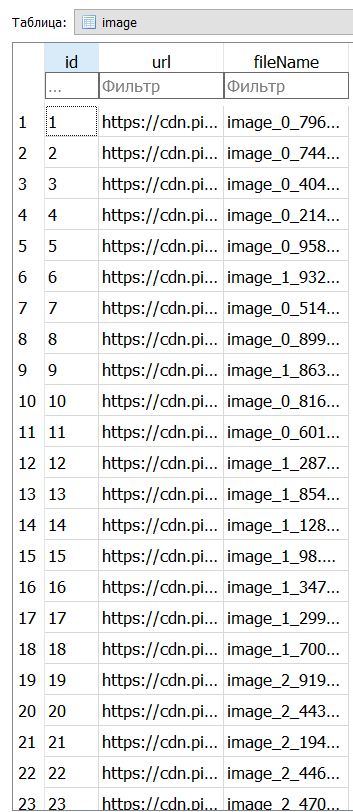 Таблица: image
id url fileName
... Фильтр Фильтр
1 1 https://cdn.pi... image_0_796...
2 2 https://cdn.pi... image_0_744...
3 3 https://cdn.pi... image_0_404...
4 4 https://cdn.pi... image_0_214...
5 5 https://cdn.pi... image_0_958...
6 6 https://cdn.pi... image_1_932...
7 7 https://cdn.pi... image_0_514...
8 8 https://cdn.pi... image_0_899...
9 9 https://cdn.pi... image_1_863...
10 10 https://cdn.pi... image_0_816...
11 11 https://cdn.pi... image_0_601...
12 12 https://cdn.pi... image_1_287...
13 13 https://cdn.pi... image_1_854...
14 14 https://cdn.pi... image_1_128...
15 15 https://cdn.pi... image_1_98....
16 16 https://cdn.pi... image_1_347...
17 17 https://cdn.pi... image_1_299...
18 18 https://cdn.pi... image_1_700...
19 19 https://cdn.pi... image_2_919...
20 20 https://cdn.pi... image_2_443...
21 21 https://cdn.pi... image_2_194...
22 22 https://cdn.pi... image_2_446...
23 23 https://cdn.pi... image_2_470...